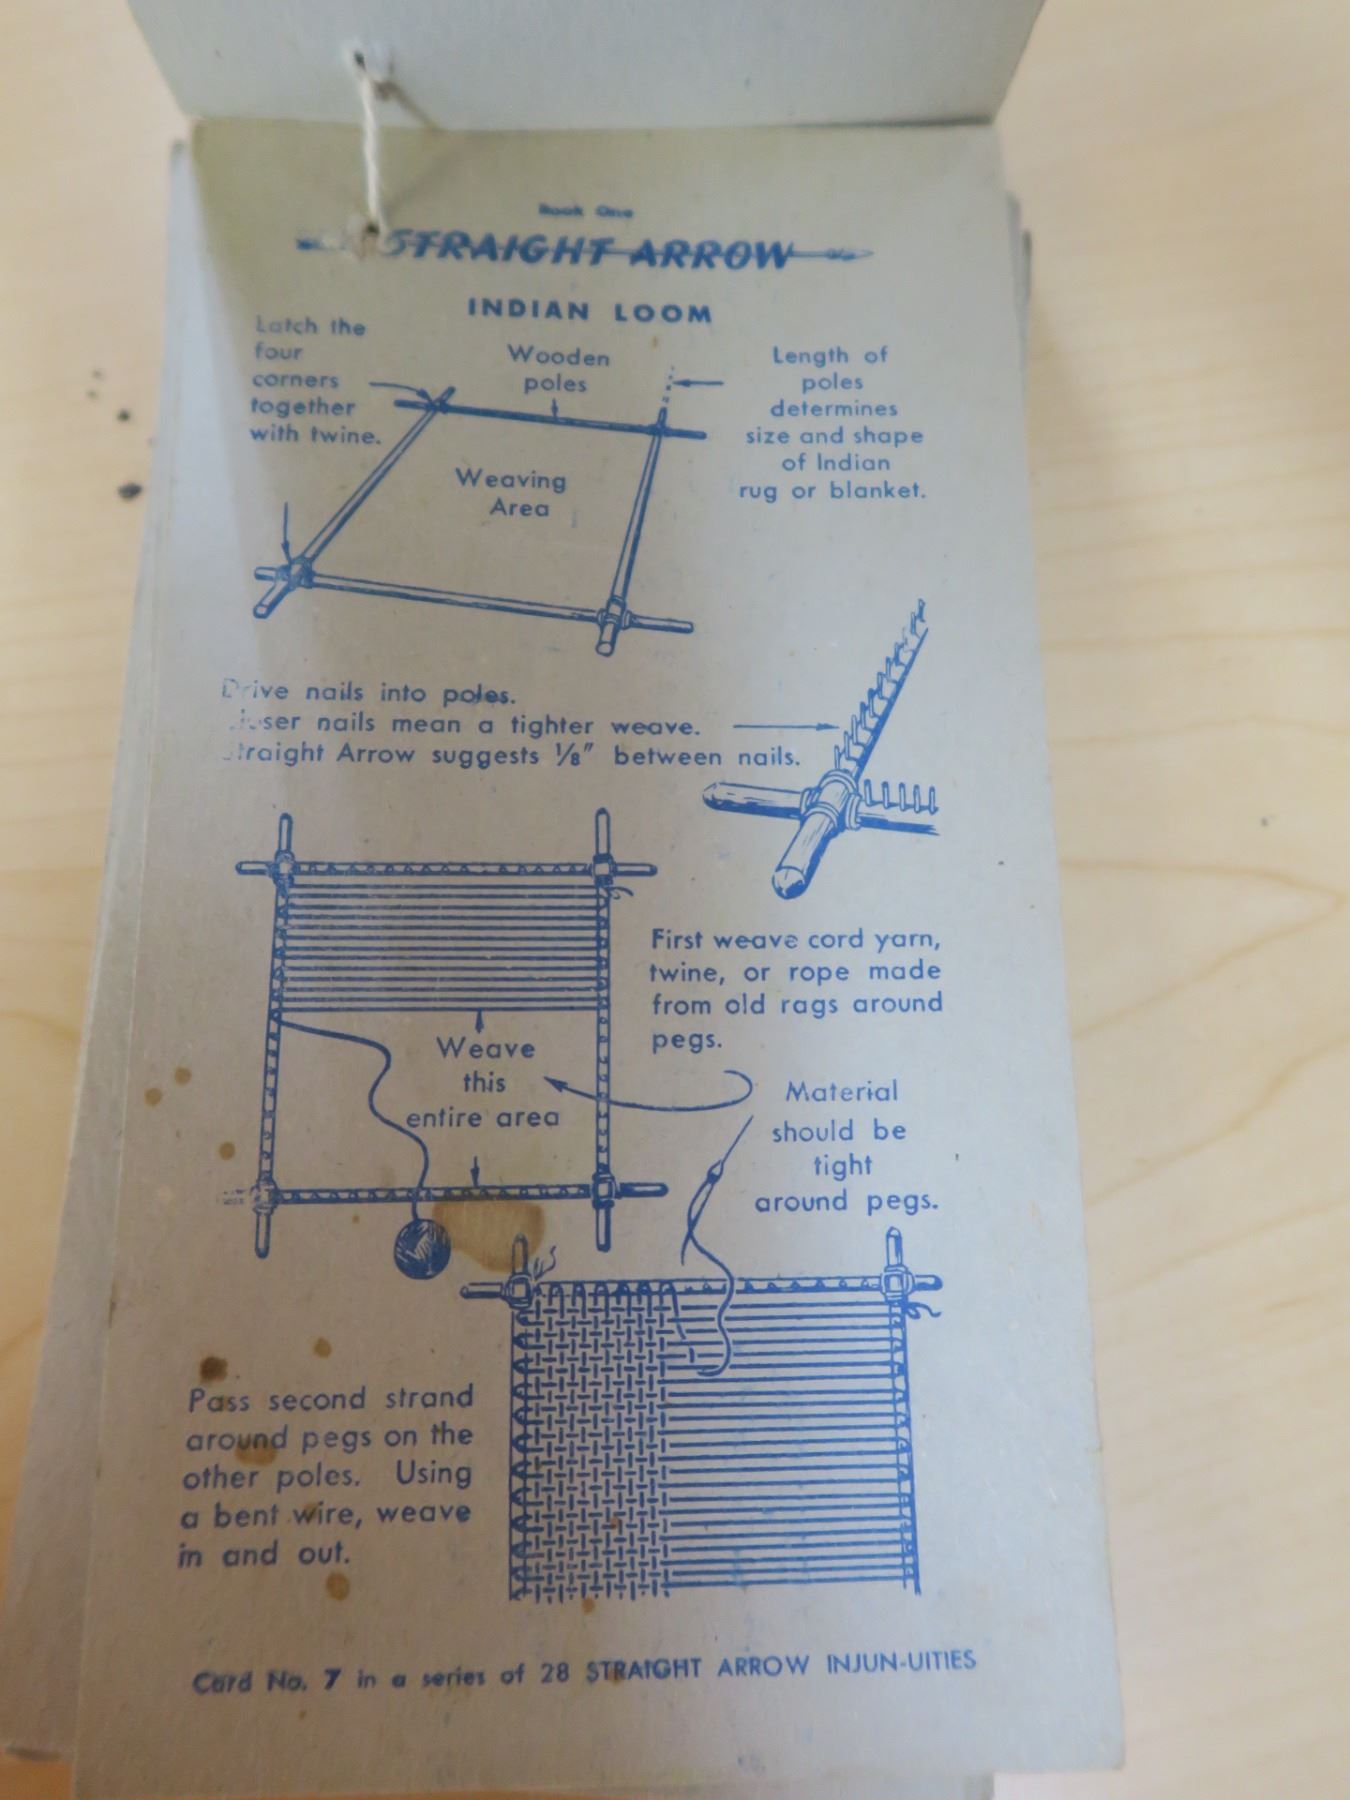 Book One
STRAIGHT ARROW
INDIAN LOOM
Latch the
four
corners
together
with twine.
Wooden
poles
Length of
poles
determines
size and shape
of Indian
rug or blanket.
Weaving
Area
Drive nails into poles.
Closer nails mean a tighter weave.
Straight Arrow suggests ⅛" between nails.
First weave cord yarn,
twine, or rope made
from old rags around
pegs.
Weave
this
entire area
Material
should be
tight
around pegs.
Pass second strand
around pegs on the
other poles. Using
a bent wire, weave
in and out.
Card No. 7 in a series of 28 STRAIGHT ARROW INJUN-UITIES